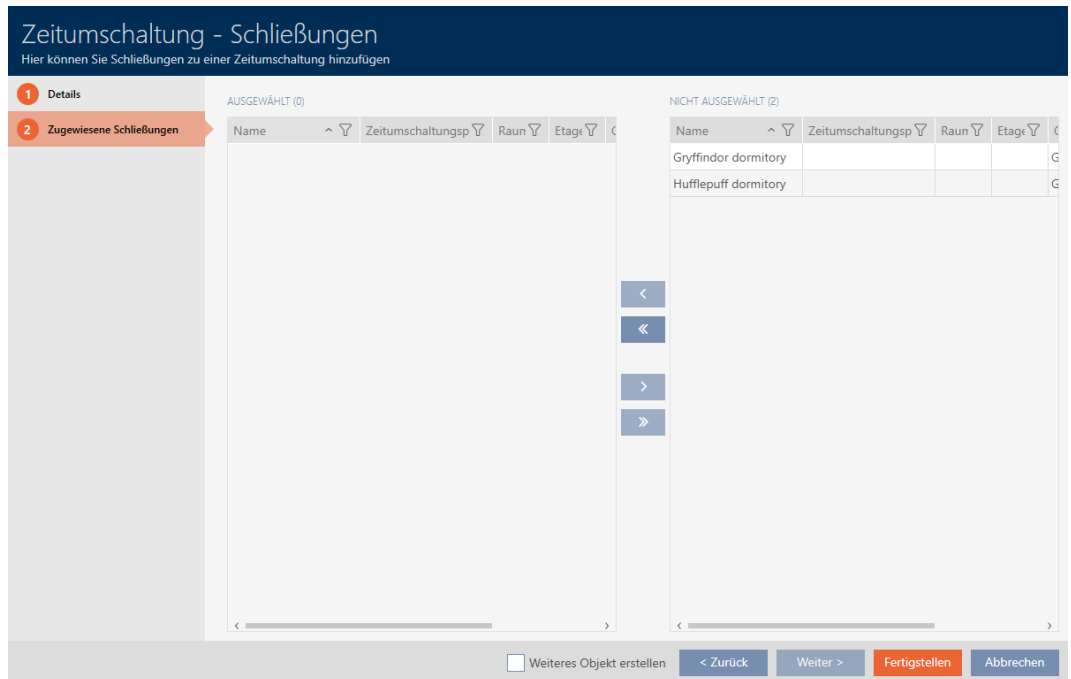 Zeitumschaltung - Schließungen
Hier können Sie Schließungen zu einer Zeitumschaltung hinzufügen
1 Details
2 Zugewiesene Schließungen
AUSGEWÄHLT (0)
Name Zeitumschaltungsp Raum Etage
NICHT AUSGEWÄHLT (2)
Name Zeitumschaltungsp Raum Etage
Gryffindor dormitory G
Hufflepuff dormitory G
Weiteres Objekt erstellen
< Zurück
Weiter >
Fertigstellen
Abbrechen